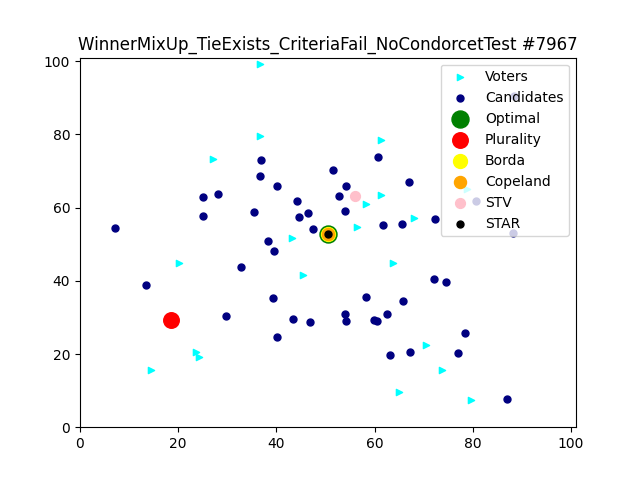 WinnerMixUp_TieExists_CriteriaFail_NoCondorcetTest #7967
100
80
60
40
20
0
0 20 40 60 80 100
Voters
Candidates
Optimal
Plurality
Borda
Copeland
STV
STAR